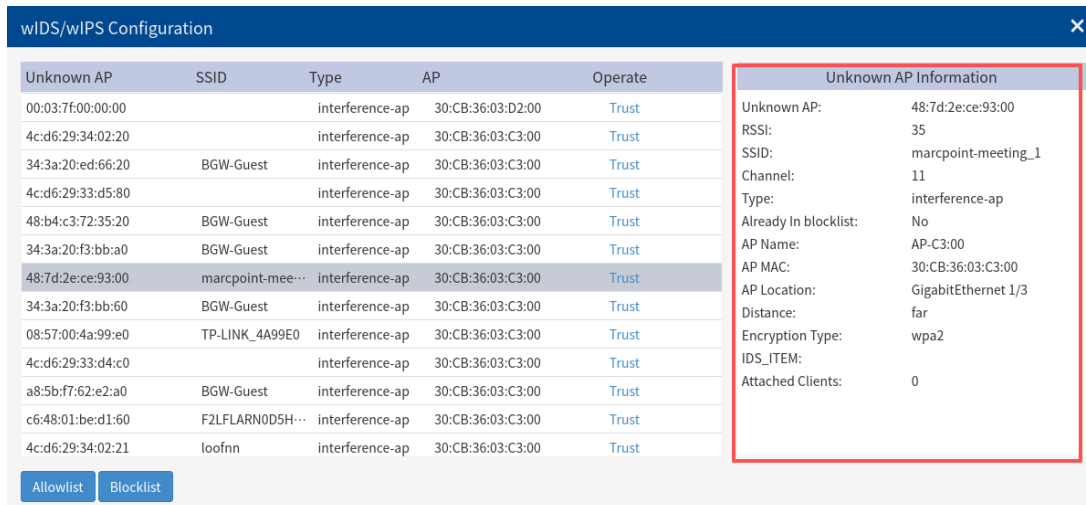 wIDS/wIPS Configuration
Unknown AP SSID Type AP Operate
00:03:7f:00:00:00 interference-ap 30:CB:36:03:D2:00 Trust
4c:d6:29:34:02:20 interference-ap 30:CB:36:03:C3:00 Trust
34:3a:20:ed:66:20 BGW-Guest interference-ap 30:CB:36:03:C3:00 Trust
4c:d6:29:33:d5:80 interference-ap 30:CB:36:03:C3:00 Trust
48:b4:c3:72:35:20 BGW-Guest interference-ap 30:CB:36:03:C3:00 Trust
34:3a:20:f3:bb:a0 BGW-Guest interference-ap 30:CB:36:03:C3:00 Trust
48:7d:2e:ce:93:00 marcpoint-mee··· interference-ap 30:CB:36:03:C3:00 Trust
34:3a:20:f3:bb:60 BGW-Guest interference-ap 30:CB:36:03:C3:00 Trust
08:57:00:4a:99:e0 TP-LINK_4A99E0 interference-ap 30:CB:36:03:C3:00 Trust
4c:d6:29:33:d4:c0 interference-ap 30:CB:36:03:C3:00 Trust
a8:5b:f7:62:e2:a0 BGW-Guest interference-ap 30:CB:36:03:C3:00 Trust
c6:48:01:be:d1:60 F2LFLARN0D5H··· interference-ap 30:CB:36:03:C3:00 Trust
4c:d6:29:34:02:21 loofnn interference-ap 30:CB:36:03:C3:00 Trust
Allowlist Blocklist
Unknown AP Information
Unknown AP: 48:7d:2e:ce:93:00
RSSI: 35
SSID: marcpoint-meeting_1
Channel: 11
Type: interference-ap
Already In blocklist: No
AP Name: AP-C3:00
AP MAC: 30:CB:36:03:C3:00
AP Location: GigabitEthernet 1/3
Distance: far
Encryption Type: wpa2
IDS_ITEM:
Attached Clients: 0